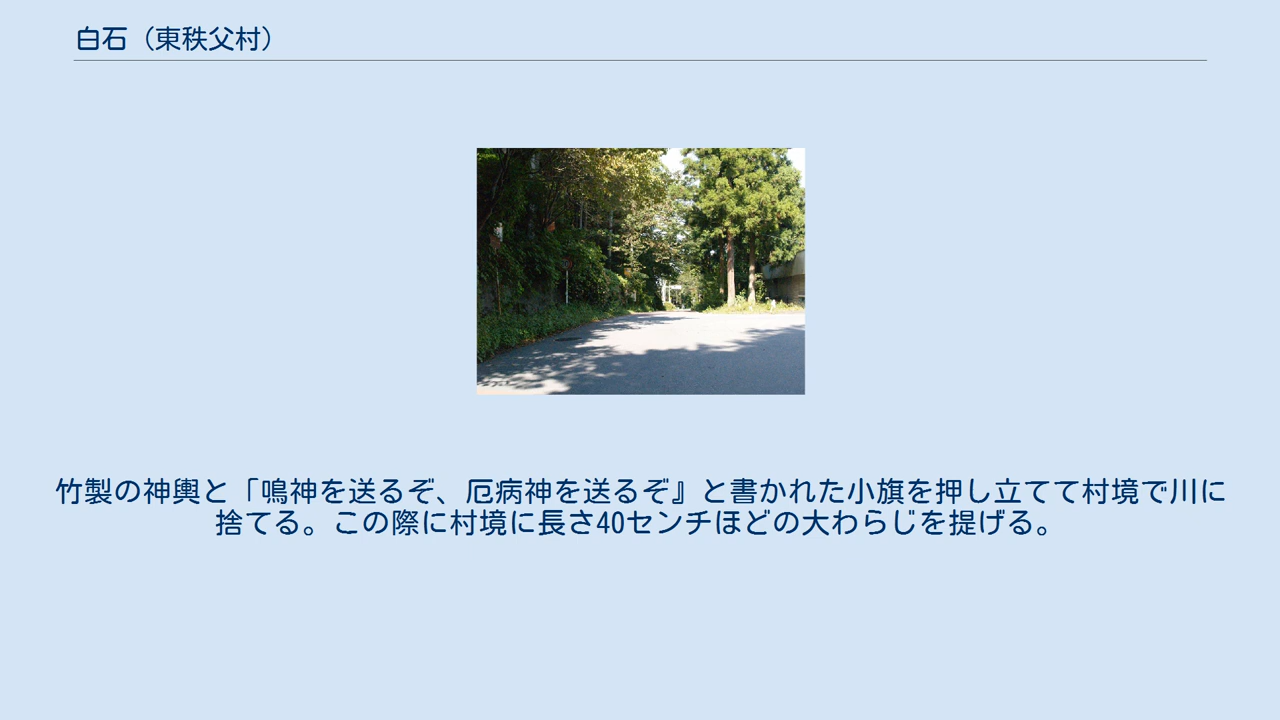 白石（東秩父村）
竹製の神輿と「鳴神を送るぞ、厄病神を送るぞ』と書かれた小旗を押し立てて村境で川に
捨てる。この際に村境に長さ40センチほどの大わらじを提げる。